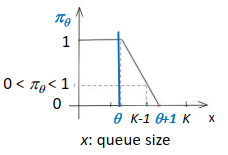 π_θ
1
0 < π_θ < 1
0
θ K-1 θ+1 K x
x: queue size